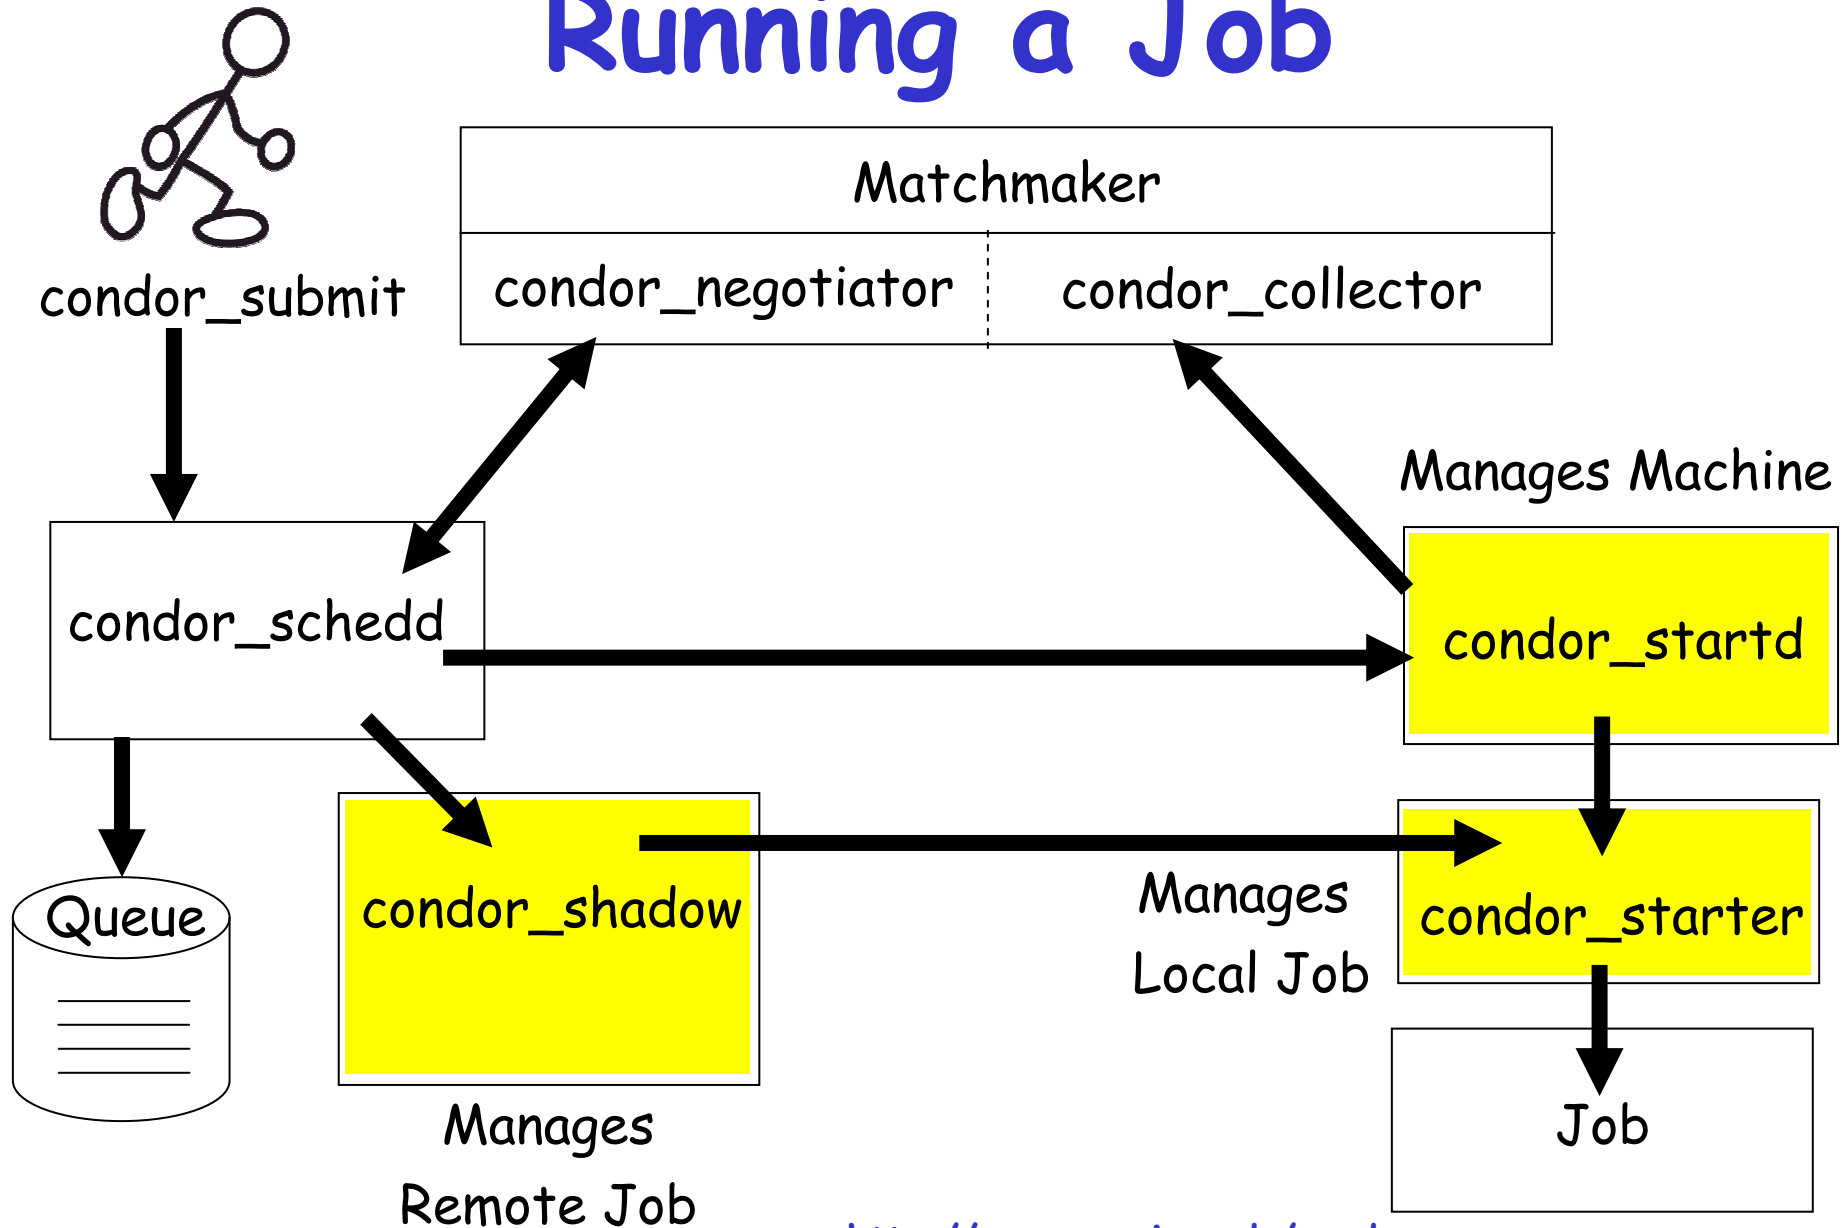 Running a Job
Matchmaker
condor_submit
condor_negotiator
condor_collector
Manages Machine
condor_schedd
condor_startd
Queue
condor_shadow
Manages
Local Job
condor_starter
Manages
Remote Job
Job